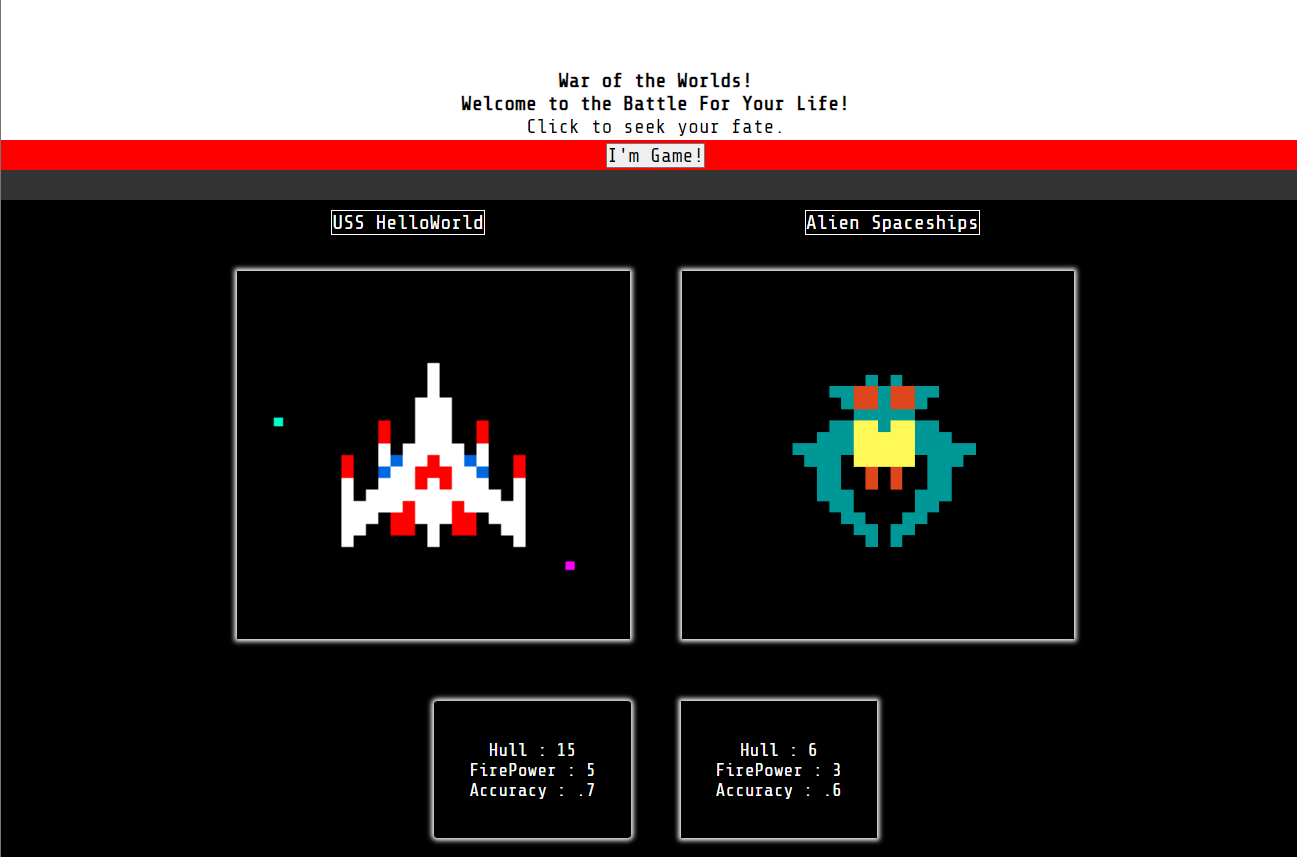 War of the Worlds!
Welcome to the Battle For Your Life!
Click to seek your fate.
I'm Game!
USS HelloWorld
Alien Spaceships
Hull : 15
FirePower : 5
Accuracy : .7
Hull : 6
FirePower : 3
Accuracy : .6